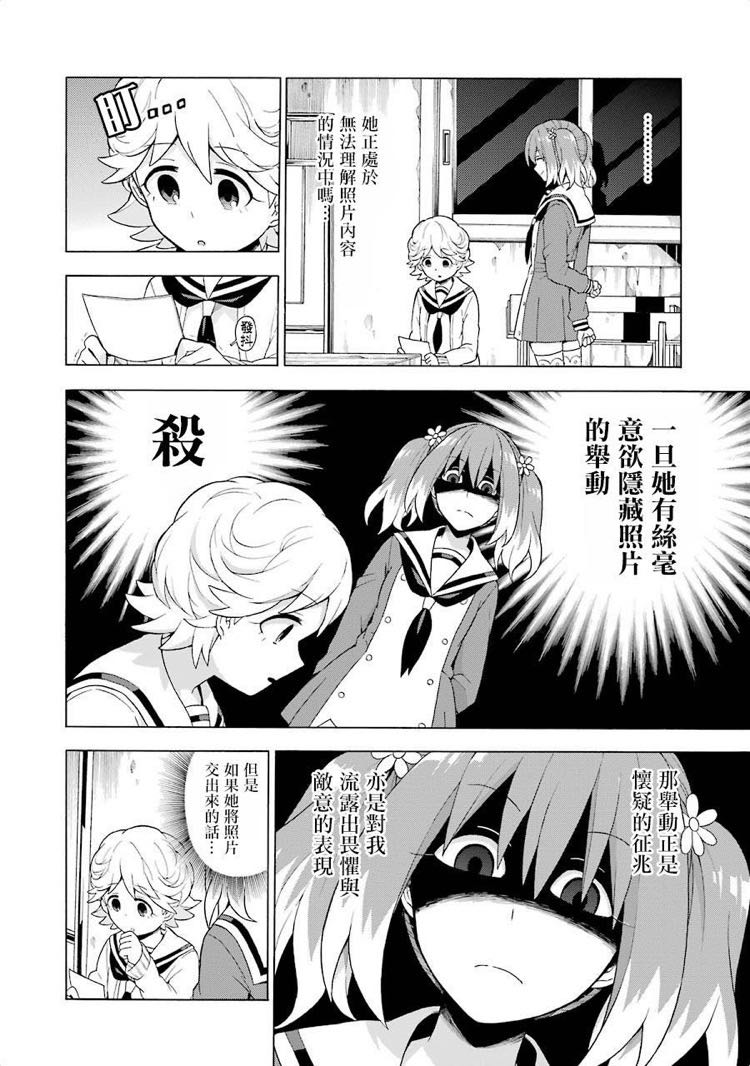 …………
她正處於
無法理解照片內容
的情況中嗎…
盯…
發抖
一旦她有絲毫
意欲隱藏照片
的舉動
殺
那舉動正是
懷疑的征兆
亦是對我
流露出畏懼與
敵意的表現
但是
如果她將照片
交出來的話…